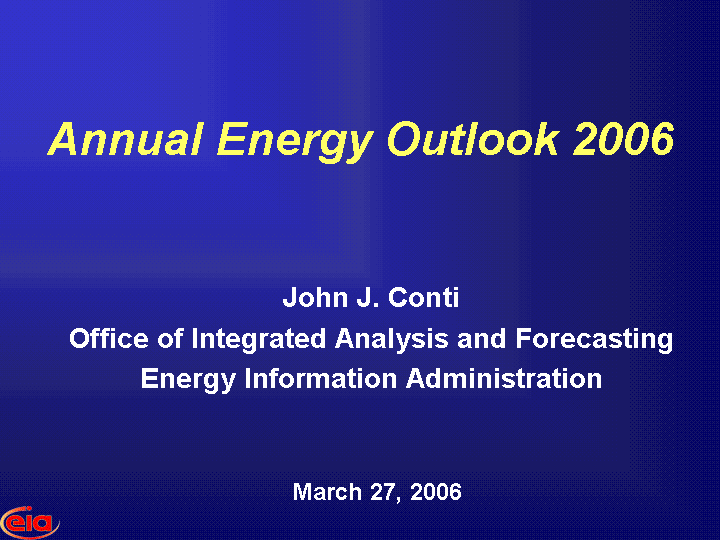 Annual Energy Outlook 2006
John J. Conti
Office of Integrated Analysis and Forecasting
Energy Information Administration
March 27, 2006
eia